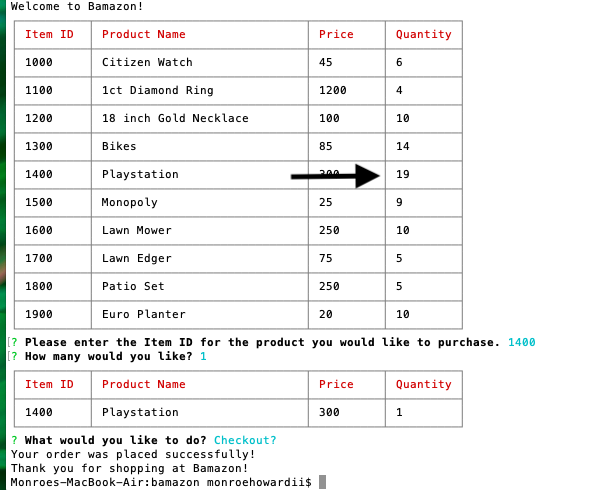 Welcome to Bamazon!
Item ID Product Name Price Quantity
1000 Citizen Watch 45 6
1100 1ct Diamond Ring 1200 4
1200 18 inch Gold Necklace 100 10
1300 Bikes 85 14
1400 Playstation 300 19
1500 Monopoly 25 9
1600 Lawn Mower 250 10
1700 Lawn Edger 75 5
1800 Patio Set 250 5
1900 Euro Planter 20 10
[? Please enter the Item ID for the product you would like to purchase. 1400
[? How many would you like? 1
Item ID Product Name Price Quantity
1400 Playstation 300 1
? What would you like to do? Checkout?
Your order was placed successfully!
Thank you for shopping at Bamazon!
Monroes-MacBook-Air:bamazon monroehowardii$